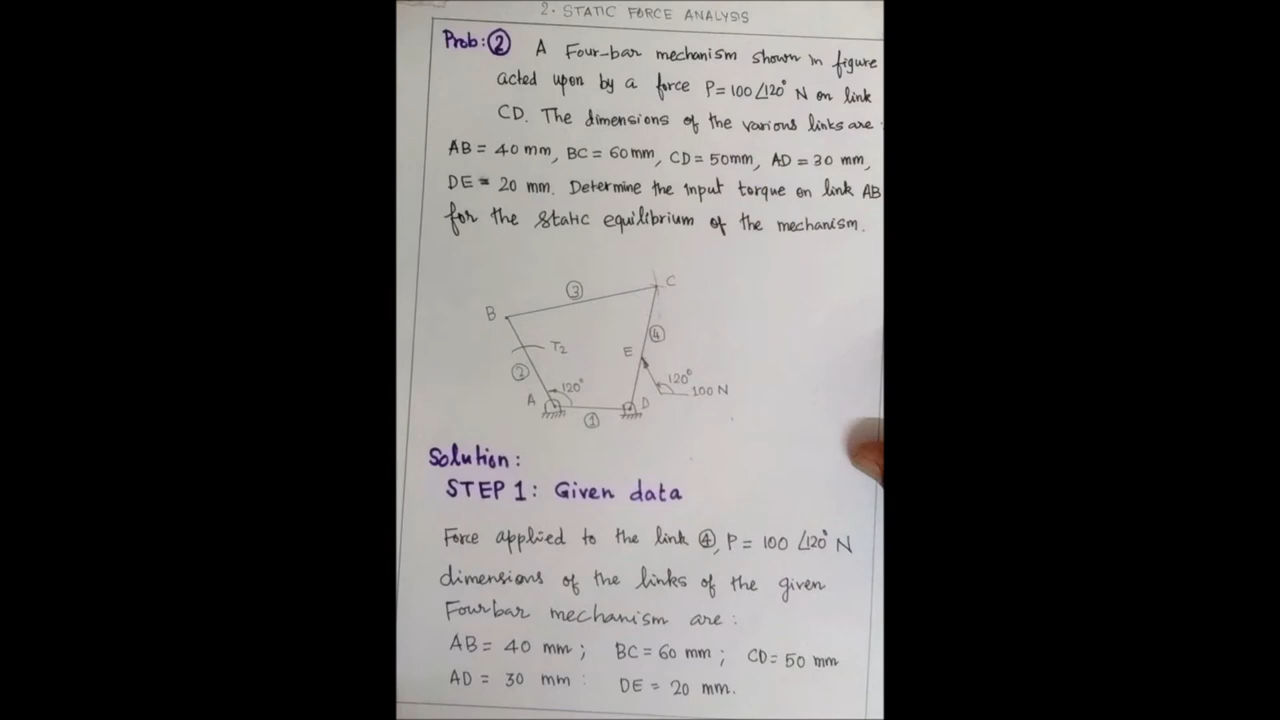 2. STATIC FORCE ANALYSIS
Prob: ② A Four-bar mechanism shown in figure
acted upon by a force P = 100∠120° N on link
CD. The dimensions of the various links are:
AB = 40 mm, BC = 60 mm, CD = 50mm, AD = 30 mm,
DE = 20 mm. Determine the input torque on link AB
for the static equilibrium of the mechanism.
C
③
B
④
T2
E
②
120°
120°
100 N
A
D
①
Solution:
STEP 1: Given data
Force applied to the link ④, P = 100 ∠120° N
dimensions of the links of the given
Fourbar mechanism are:
AB = 40 mm; BC = 60 mm; CD = 50 mm
AD = 30 mm: DE = 20 mm.